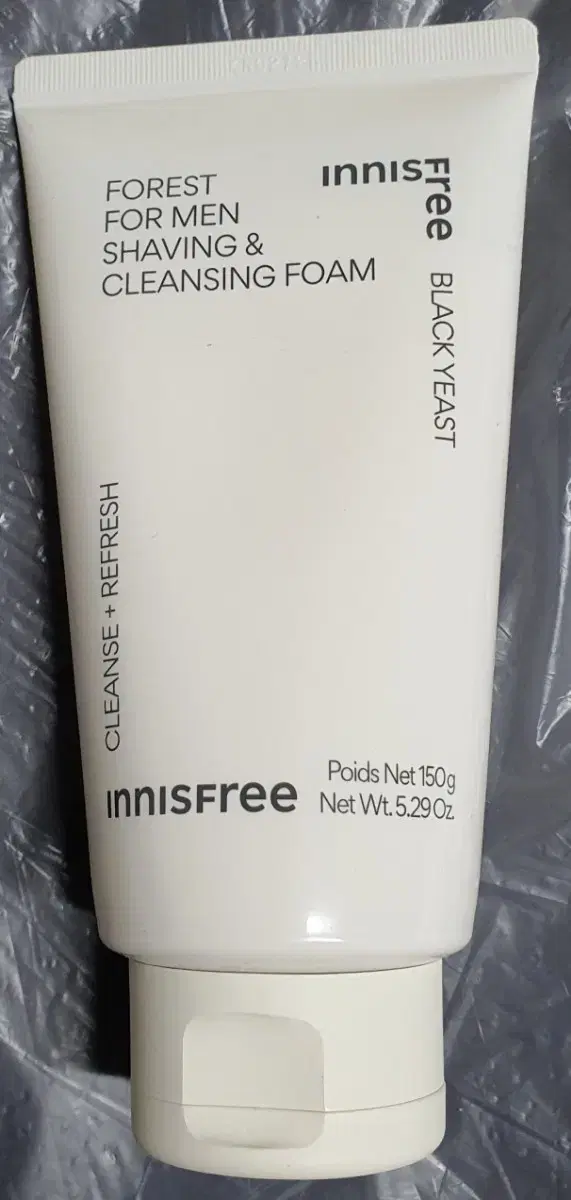 FOREST
FOR MEN
SHAVING &
CLEANSING FOAM
innisFree
BLACK YEAST
CLEANSE + REFRESH
innisFree
Poids Net 150g
Net Wt. 5.29 Oz.